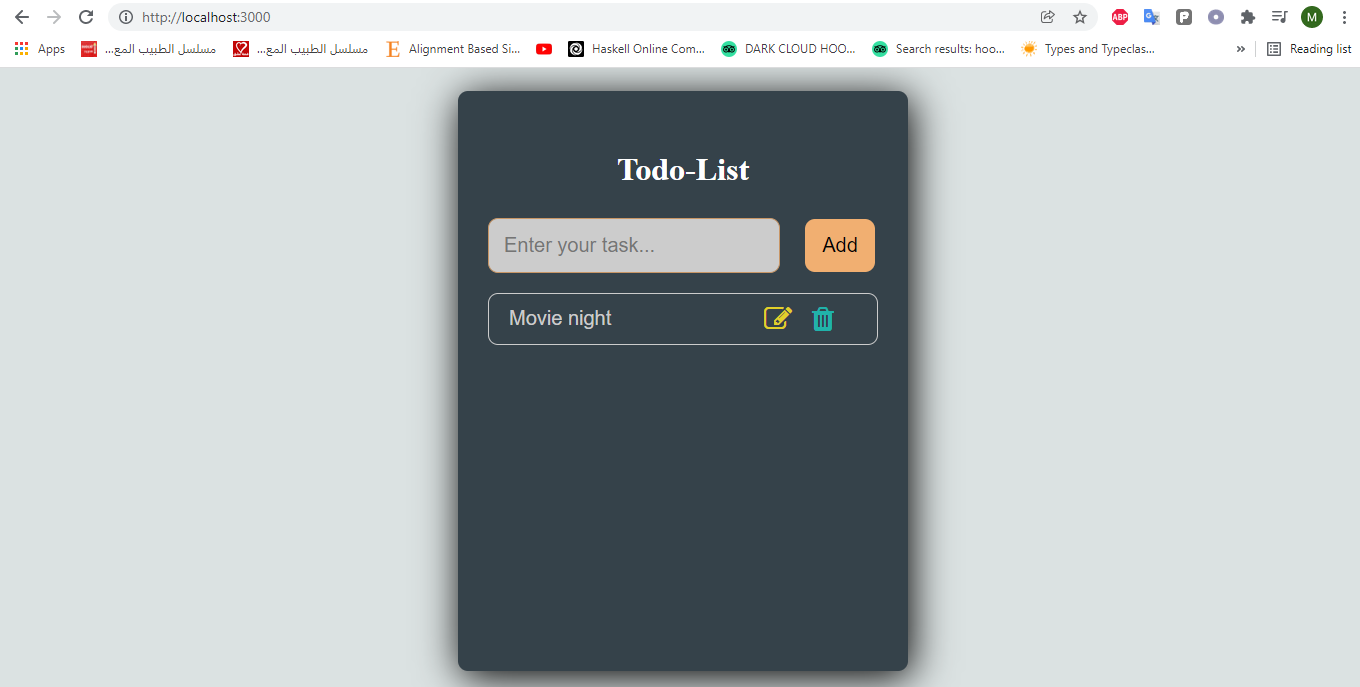 http://localhost:3000
ABP
M
Apps
مسلسل الطبيب المع...
مسلسل الطبيب المع...
Alignment Based Si...
Haskell Online Com...
DARK CLOUD HOO...
Search results: hoo...
Types and Typeclas...
»
Reading list
Todo-List
Enter your task...
Add
Movie night